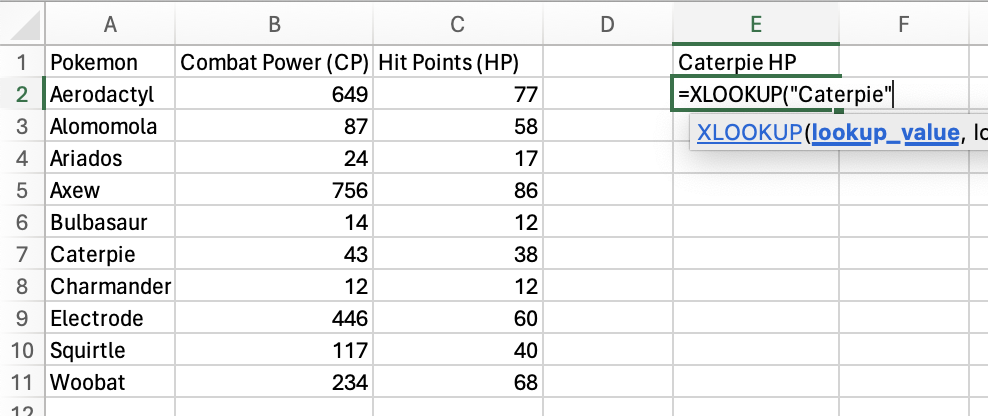 A B C D E F
1 Pokemon Combat Power (CP) Hit Points (HP) Caterpie HP
2 Aerodactyl 649 77 =XLOOKUP("Caterpie"
3 Alomomola 87 58 XLOOKUP(lookup_value, lo
4 Ariados 24 17
5 Axew 756 86
6 Bulbasaur 14 12
7 Caterpie 43 38
8 Charmander 12 12
9 Electrode 446 60
10 Squirtle 117 40
11 Woobat 234 68
12